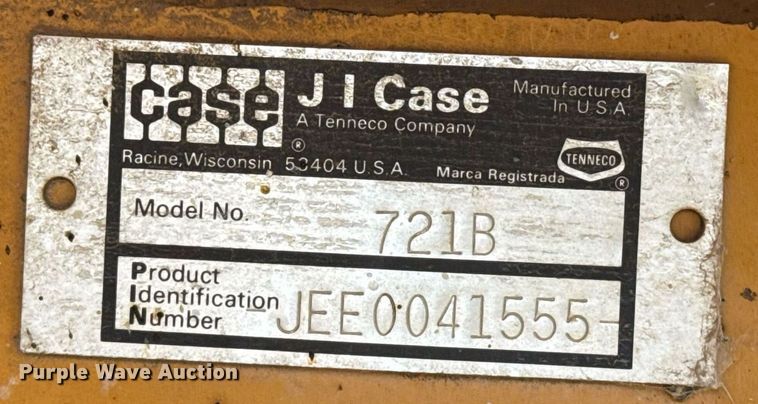 case
J I Case
A Tenneco Company
Manufactured
In U.S.A.
®
Racine, Wisconsin 53404 U.S.A.
Marca Registrada
TENNECO
®
Model No.
721B
Product
Identification
Number
-JEE0041555-
Purple Wave Auction